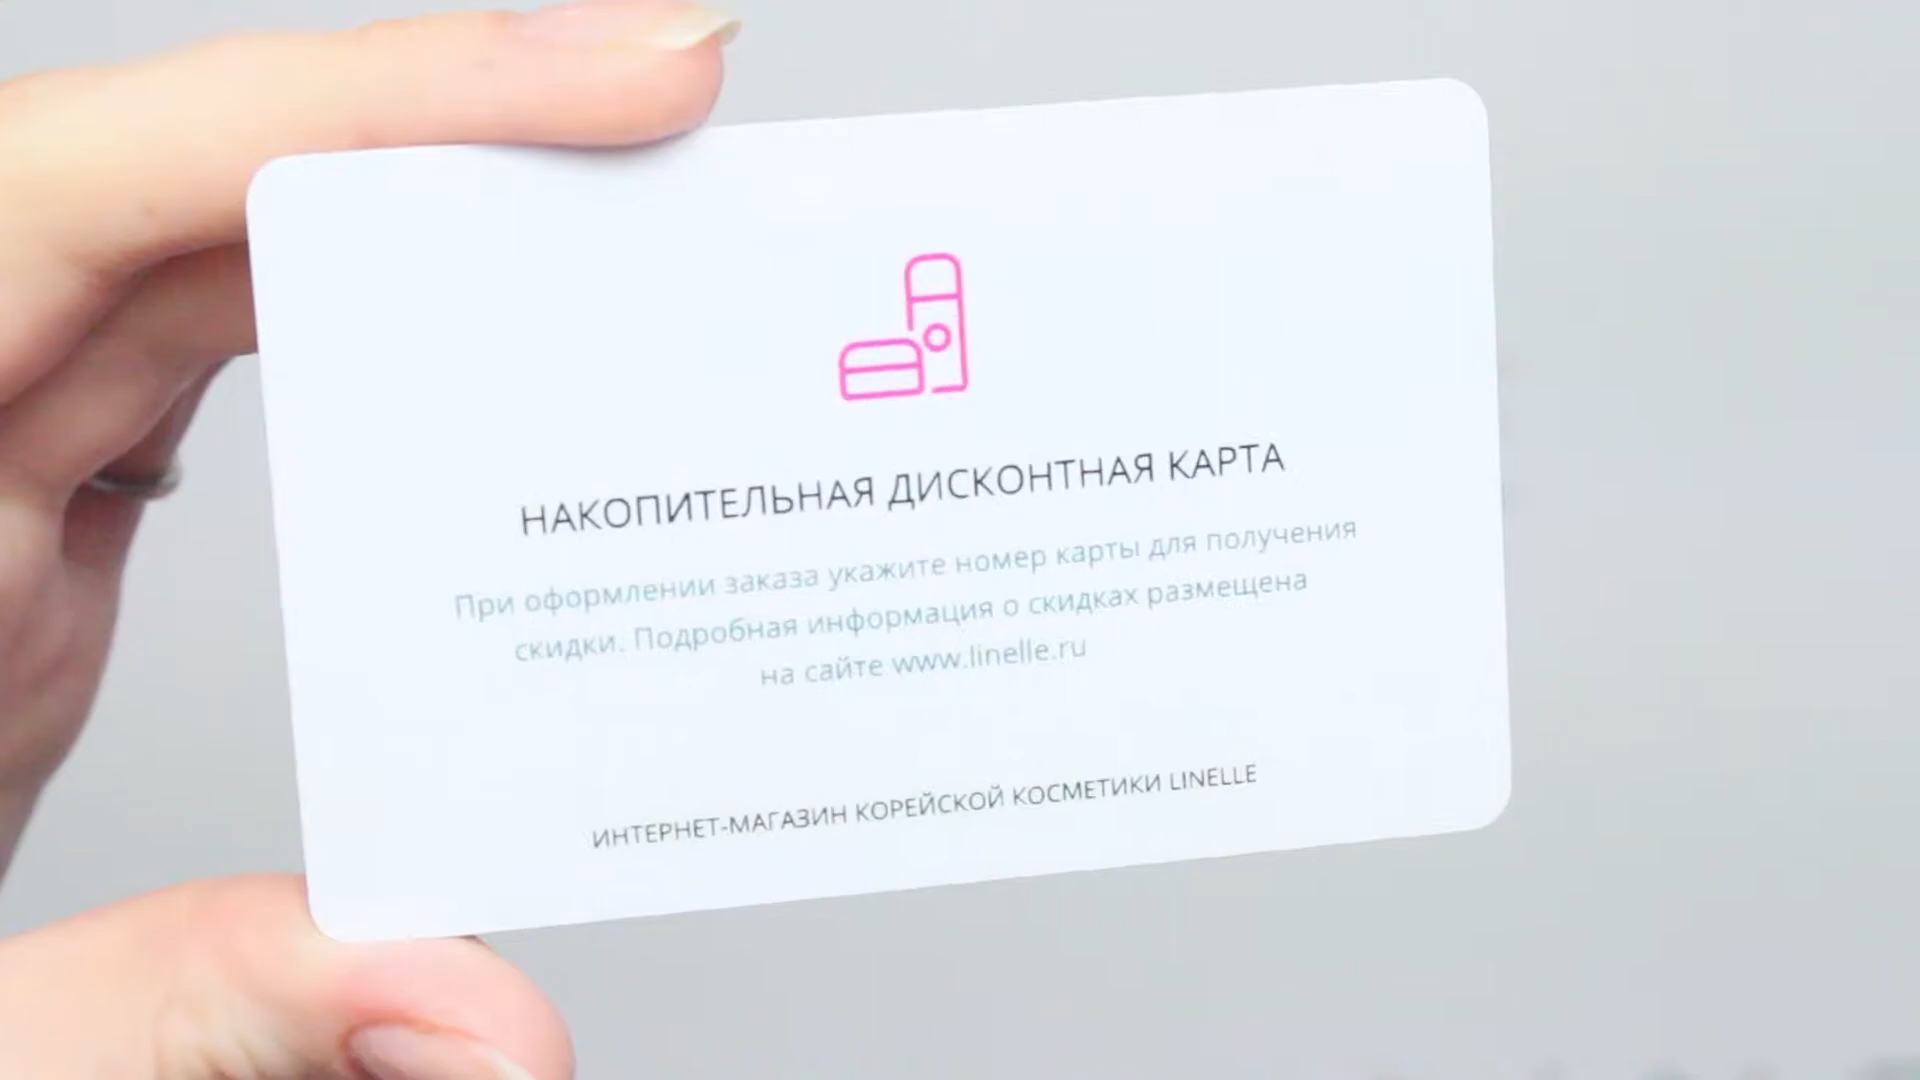 НАКОПИТЕЛЬНАЯ ДИСКОНТНАЯ КАРТА
При оформлении заказа укажите номер карты для получения
скидки. Подробная информация о скидках размещена
на сайте www.linelle.ru
ИНТЕРНЕТ-МАГАЗИН КОРЕЙСКОЙ КОСМЕТИКИ LINELLE